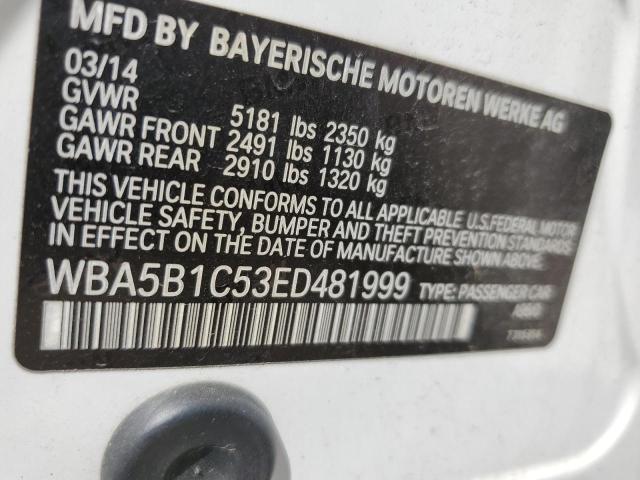 MFD BY BAYERISCHE MOTOREN WERKE AG
03/14
GVWR 5181 lbs 2350 kg
GAWR FRONT 2491 lbs 1130 kg
GAWR REAR 2910 lbs 1320 kg
THIS VEHICLE CONFORMS TO ALL APPLICABLE U.S.FEDERAL MOTOR
VEHICLE SAFETY, BUMPER AND THEFT PREVENTION STANDARDS
IN EFFECT ON THE DATE OF MANUFACTURE SHOWN ABOVE.
WBA5B1C53ED481999 TYPE: PASSENGER CAR